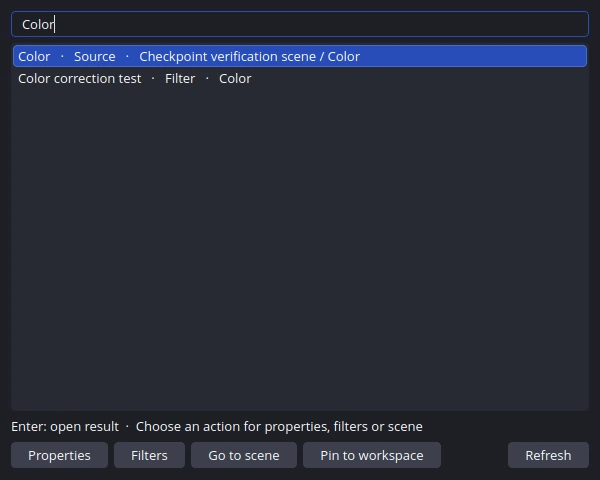 Color
Color · Source · Checkpoint verification scene / Color
Color correction test · Filter · Color
Enter: open result · Choose an action for properties, filters or scene
Properties Filters Go to scene Pin to workspace Refresh